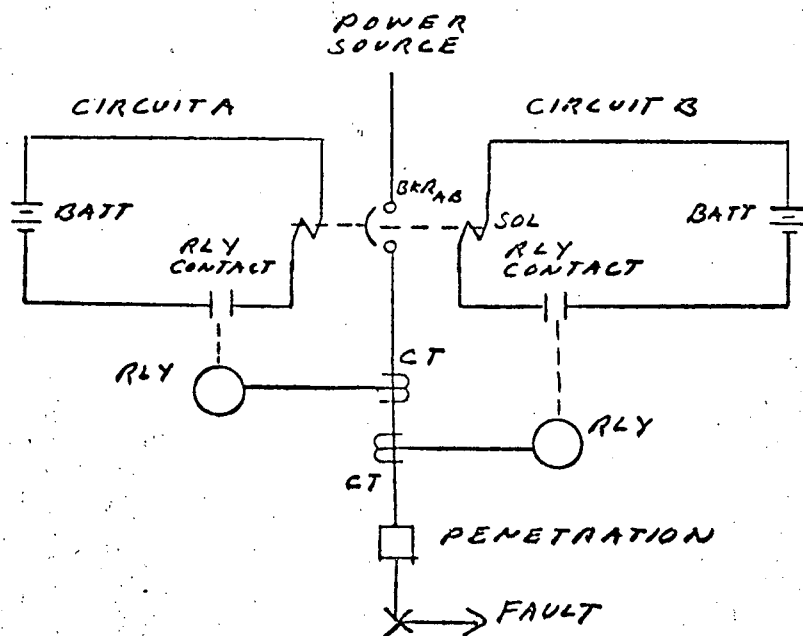 POWER
SOURCE
CIRCUIT A
CIRCUIT B
BKR AB
BATT
SOL
BATT
RLY
CONTACT
RLY
CONTACT
CT
RLY
RLY
CT
PENETRATION
FAULT